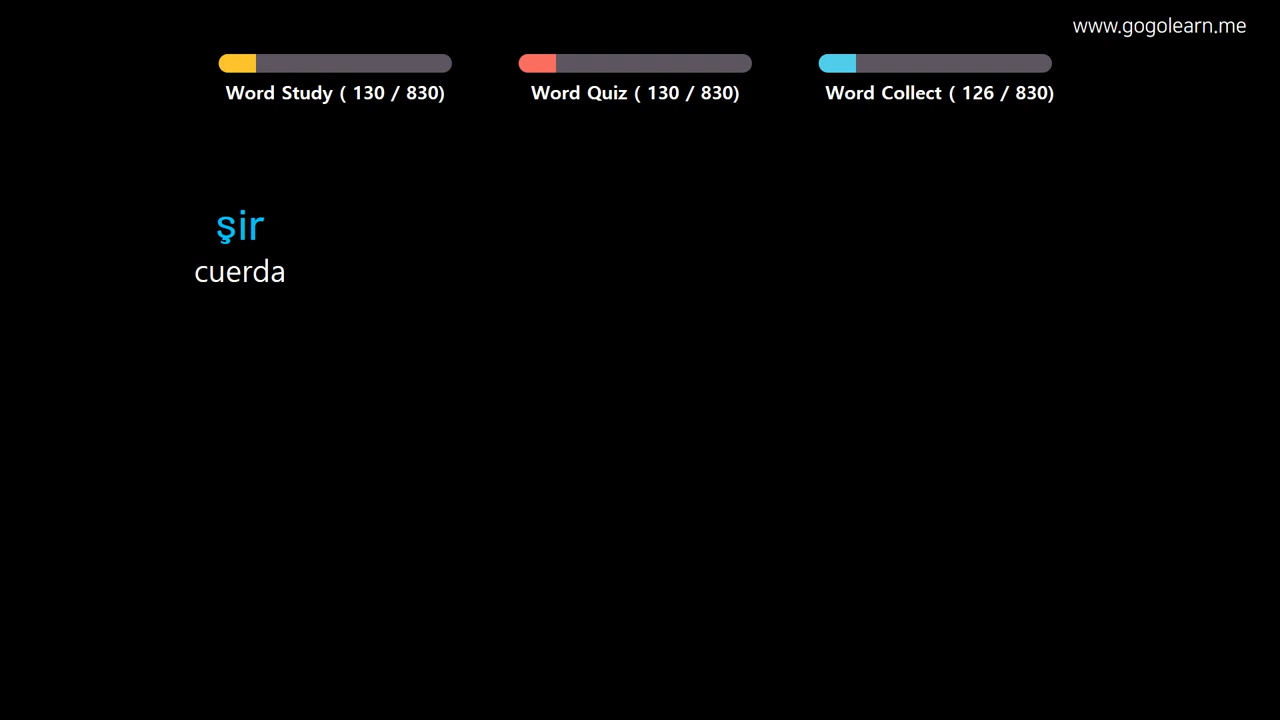 www.gogolearn.me
Word Study ( 130 / 830)
Word Quiz ( 130 / 830)
Word Collect ( 126 / 830)
şir
cuerda